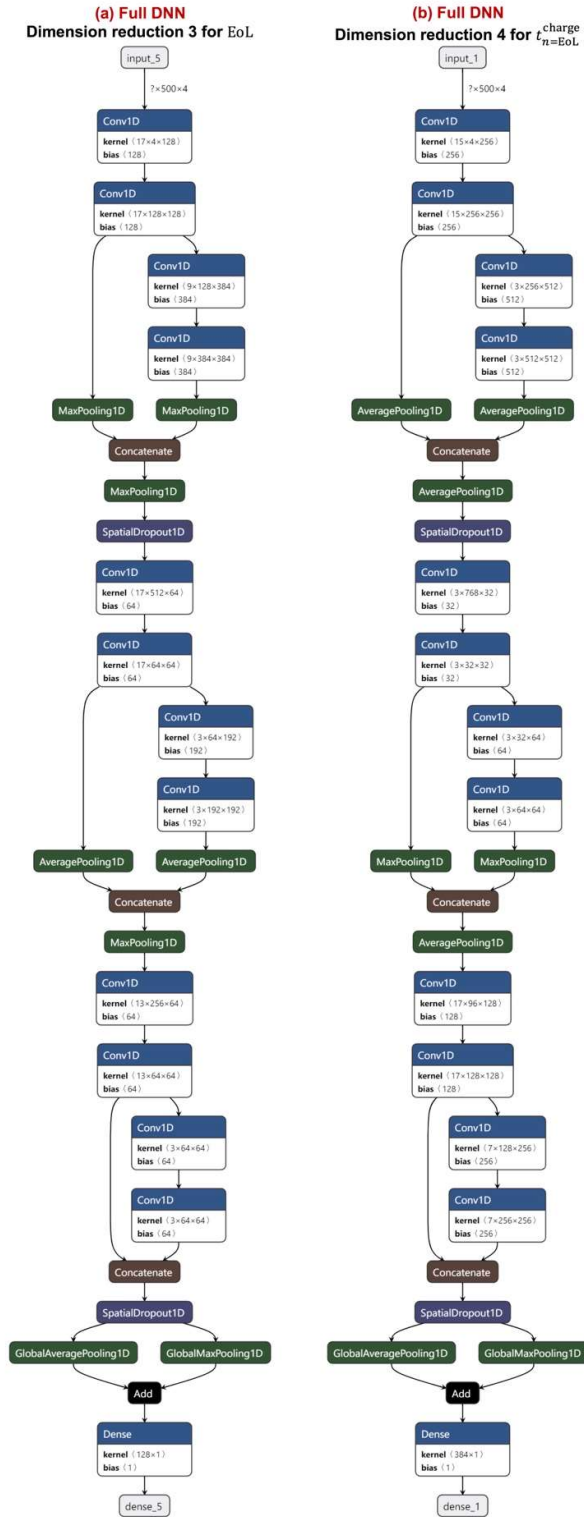 (a) Full DNN
Dimension reduction 3 for EoL
input_5
?×500×4
Conv1D
kernel (17×4×128)
bias (128)
Conv1D
kernel (17×128×128)
bias (128)
Conv1D
kernel (9×128×384)
bias (384)
Conv1D
kernel (9×384×384)
bias (384)
MaxPooling1D MaxPooling1D
Concatenate
MaxPooling1D
SpatialDropout1D
Conv1D
kernel (17×512×64)
bias (64)
Conv1D
kernel (17×64×64)
bias (64)
Conv1D
kernel (3×64×192)
bias (192)
Conv1D
kernel (3×192×192)
bias (192)
AveragePooling1D AveragePooling1D
Concatenate
MaxPooling1D
Conv1D
kernel (13×256×64)
bias (64)
Conv1D
kernel (13×64×64)
bias (64)
Conv1D
kernel (3×64×64)
bias (64)
Conv1D
kernel (3×64×64)
bias (64)
Concatenate
SpatialDropout1D
GlobalAveragePooling1D GlobalMaxPooling1D
Add
Dense
kernel (128×1)
bias (1)
dense_5
(b) Full DNN
Dimension reduction 4 for t_{n=EoL}^{charge}
input_1
?×500×4
Conv1D
kernel (15×4×256)
bias (256)
Conv1D
kernel (15×256×256)
bias (256)
Conv1D
kernel (3×256×512)
bias (512)
Conv1D
kernel (3×512×512)
bias (512)
AveragePooling1D AveragePooling1D
Concatenate
AveragePooling1D
SpatialDropout1D
Conv1D
kernel (3×768×32)
bias (32)
Conv1D
kernel (3×32×32)
bias (32)
Conv1D
kernel (3×32×64)
bias (64)
Conv1D
kernel (3×64×64)
bias (64)
MaxPooling1D MaxPooling1D
Concatenate
AveragePooling1D
Conv1D
kernel (17×96×128)
bias (128)
Conv1D
kernel (17×128×128)
bias (128)
Conv1D
kernel (7×128×256)
bias (256)
Conv1D
kernel (7×256×256)
bias (256)
Concatenate
SpatialDropout1D
GlobalAveragePooling1D GlobalMaxPooling1D
Add
Dense
kernel (384×1)
bias (1)
dense_1